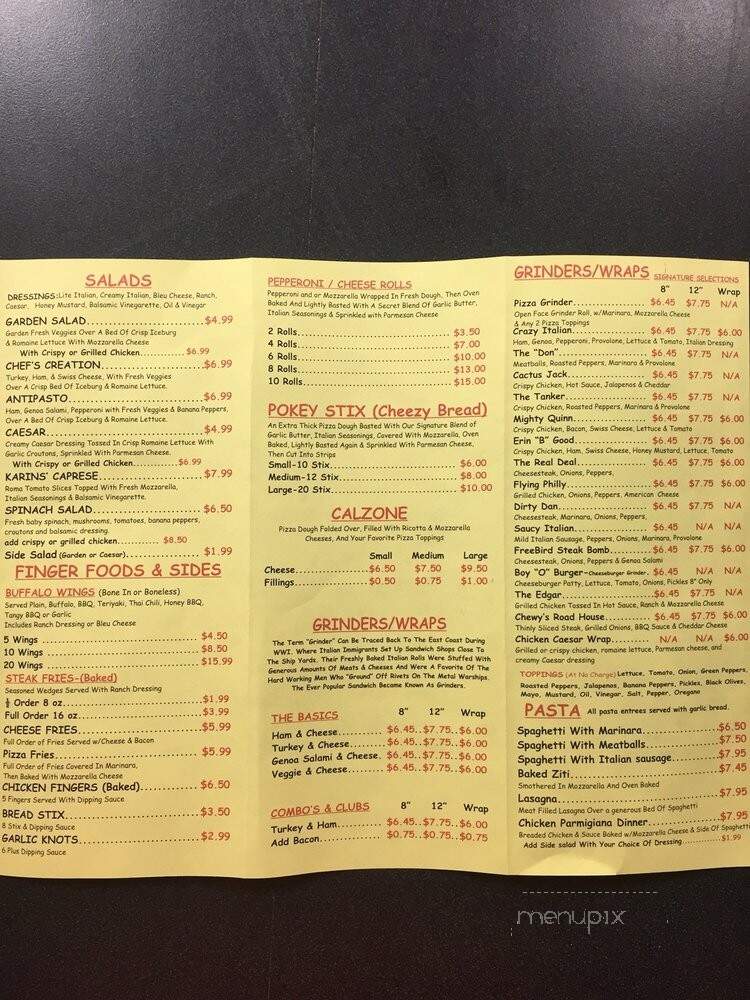 SALADS
DRESSINGS: Lite Italian, Creamy Italian, Bleu Cheese, Ranch,
Caesar, Honey Mustard, Balsamic Vinegarette, Oil & Vinegar
GARDEN SALAD.......................$4.99
Garden Fresh Veggies Over A Bed Of Crisp Iceburg
& Romaine Lettuce With Mozzarella Cheese
With Crispy or Grilled Chicken............$6.99
CHEF'S CREATION....................$6.99
Turkey, Ham, & Swiss Cheese, With Fresh Veggies
Over A Crisp Bed Of Iceburg & Romaine Lettuce.
ANTIPASTO...........................$6.99
Ham, Genoa Salami, Pepperoni with Fresh Veggies & Banana Peppers,
Over A Bed Of Crisp Iceburg & Romaine Lettuce.
CAESAR..............................$4.99
Creamy Caesar Dressing Tossed In Crisp Romaine Lettuce With
Garlic Croutons, Sprinkled With Parmesan Cheese.
With Crispy or Grilled Chicken............$6.99
KARINS' CAPRESE....................$7.99
Roma Tomato Slices Topped With Fresh Mozzarella,
Italian Seasonings & Balsamic Vinegarette.
SPINACH SALAD......................$6.50
Fresh baby spinach, mushrooms, tomatoes, banana peppers,
croutons and balsamic dressing.
add crispy or grilled chicken........... $8.50
Side Salad (Garden or Caesar)..................$1.99
FINGER FOODS & SIDES
BUFFALO WINGS (Bone In or Boneless)
Served Plain, Buffalo, BBQ, Teriyaki, Thai Chili, Honey BBQ,
Tangy BBQ or Garlic
Includes Ranch Dressing or Bleu Cheese
5 Wings ................................$4.50
10 Wings ...............................$8.50
20 Wings ...............................$15.99
STEAK FRIES-(Baked)
Seasoned Wedges Served With Ranch Dressing
½ Order 8 oz...........................$1.99
Full Order 16 oz.......................$3.99
CHEESE FRIES.......................$5.99
Full Order of Fries Served w/Cheese & Bacon
Pizza Fries............................$5.99
Full Order of Fries Covered In Marinara,
Then Baked With Mozzarella Cheese
CHICKEN FINGERS (Baked)..........$6.50
5 Fingers Served With Dipping Sauce
BREAD STIX.........................$3.50
8 Stix & Dipping Sauce
GARLIC KNOTS......................$2.99
6 Plus Dipping Sauce
PEPPERONI / CHEESE ROLLS
Pepperoni and or Mozzarella Wrapped In Fresh Dough, Then Oven
Baked And Lightly Basted With A Secret Blend Of Garlic Butter,
Italian Seasonings & Sprinkled with Parmesan Cheese
2 Rolls................................$3.50
4 Rolls................................$7.00
6 Rolls................................$10.00
8 Rolls................................$13.00
10 Rolls...............................$15.00
POKEY STIX (Cheezy Bread)
An Extra Thick Pizza Dough Basted With Our Signature Blend of
Garlic Butter, Italian Seasonings, Covered With Mozzarella, Oven
Baked, Lightly Basted Again & Sprinkled With Parmesan Cheese,
Then Cut Into Strips
Small-10 Stix..........................$6.00
Medium-12 Stix.........................$8.00
Large-20 Stix..........................$10.00
CALZONE
Pizza Dough Folded Over, Filled With Ricotta & Mozzarella
Cheeses, And Your Favorite Pizza Toppings
Small Medium Large
Cheese....................$6.50 $7.50 $9.50
Fillings..................$0.50 $0.75 $1.00
GRINDERS/WRAPS
The Term "Grinder" Can Be Traced Back To The East Coast During
WWI. Where Italian Immigrants Set Up Sandwich Shops Close To
The Ship Yards. Their Freshly Baked Italian Rolls Were Stuffed With
Generous Amounts Of Meats & Cheeses And Were A Favorite Of The
Hard Working Men Who "Ground" Off Rivets On The Metal Warships.
The Ever Popular Sandwich Became Known As Grinders.
THE BASICS 8" 12" Wrap
Ham & Cheese.......... $6.45..$7.75..$6.00
Turkey & Cheese....... $6.45..$7.75..$6.00
Genoa Salami & Cheese. $6.45..$7.75..$6.00
Veggie & Cheese....... $6.45..$7.75..$6.00
COMBO'S & CLUBS 8" 12" Wrap
Turkey & Ham.......... $6.45..$7.75..$6.00
Add Bacon............. $0.75..$0.75..$0.75
GRINDERS/WRAPS SIGNATURE SELECTIONS
8" 12" Wrap
Pizza Grinder..................$6.45 $7.75 N/A
Open Face Grinder Roll, w/Marinara, Mozzarella Cheese
& Any 2 Pizza Toppings
Crazy Italian..................$6.45 $7.75 $6.00
Ham, Genoa, Pepperoni, Provolone, Lettuce & Tomato, Italian Dressing
The "Don"......................$6.45 $7.75 N/A
Meatballs, Roasted Peppers, Marinara & Provolone
Cactus Jack....................$6.45 $7.75 N/A
Crispy Chicken, Hot Sauce, Jalapenos & Cheddar
The Tanker.....................$6.45 $7.75 N/A
Crispy Chicken, Roasted Peppers, Marinara & Provolone
Mighty Quinn...................$6.45 $7.75 $6.00
Crispy Chicken, Bacon, Swiss Cheese, Lettuce & Tomato
Erin "B" Good..................$6.45 $7.75 $6.00
Crispy Chicken, Ham, Swiss Cheese, Honey Mustard, Lettuce, Tomato
The Real Deal..................$6.45 $7.75 $6.00
Cheesesteak, Onions, Peppers,
Flying Philly..................$6.45 $7.75 $6.00
Grilled Chicken, Onions, Peppers, American Cheese
Dirty Dan......................$6.45 $7.75 N/A
Cheesesteak, Marinara, Onions, Peppers,
Saucy Italian..................$6.45 N/A N/A
Mild Italian Sausage, Peppers, Onions, Marinara, Provolone
FreeBird Steak Bomb............$6.45 $7.75 $6.00
Cheesesteak, Onions, Peppers & Genoa Salami
Boy "O" Burger-Cheeseburger Grinder. $6.45 N/A N/A
Cheeseburger Patty, Lettuce, Tomato, Onions, Pickles 8" Only
The Edgar......................$6.45 $7.75 N/A
Grilled Chicken Tossed In Hot Sauce, Ranch & Mozzarella Cheese
Chewy's Road House.............$6.45 $7.75 $6.00
Thinly Sliced Steak, Grilled Onions, BBQ Sauce & Cheddar Cheese
Chicken Caesar Wrap............ N/A N/A $6.00
Grilled or crispy chicken, romaine lettuce, Parmesan cheese, and
creamy Caesar dressing
TOPPINGS (At No Charge) Lettuce, Tomato, Onion, Green Peppers,
Roasted Peppers, Jalapenos, Banana Peppers, Pickles, Black Olives,
Mayo, Mustard, Oil, Vinegar, Salt, Pepper, Oregano
PASTA All pasta entrees served with garlic bread.
Spaghetti With Marinara....................$6.50
Spaghetti With Meatballs...................$7.50
Spaghetti With Italian sausage.............$7.95
Baked Ziti.................................$7.45
Smothered In Mozzarella And Oven Baked
Lasagna....................................$7.95
Meat Filled Lasagna Over a generous Bed Of Spaghetti
Chicken Parmigiana Dinner..................$7.95
Breaded Chicken & Sauce Baked w/Mozzarella Cheese & Side Of Spaghetti
Add Side salad With Your Choice Of Dressing............$1.99
menupix